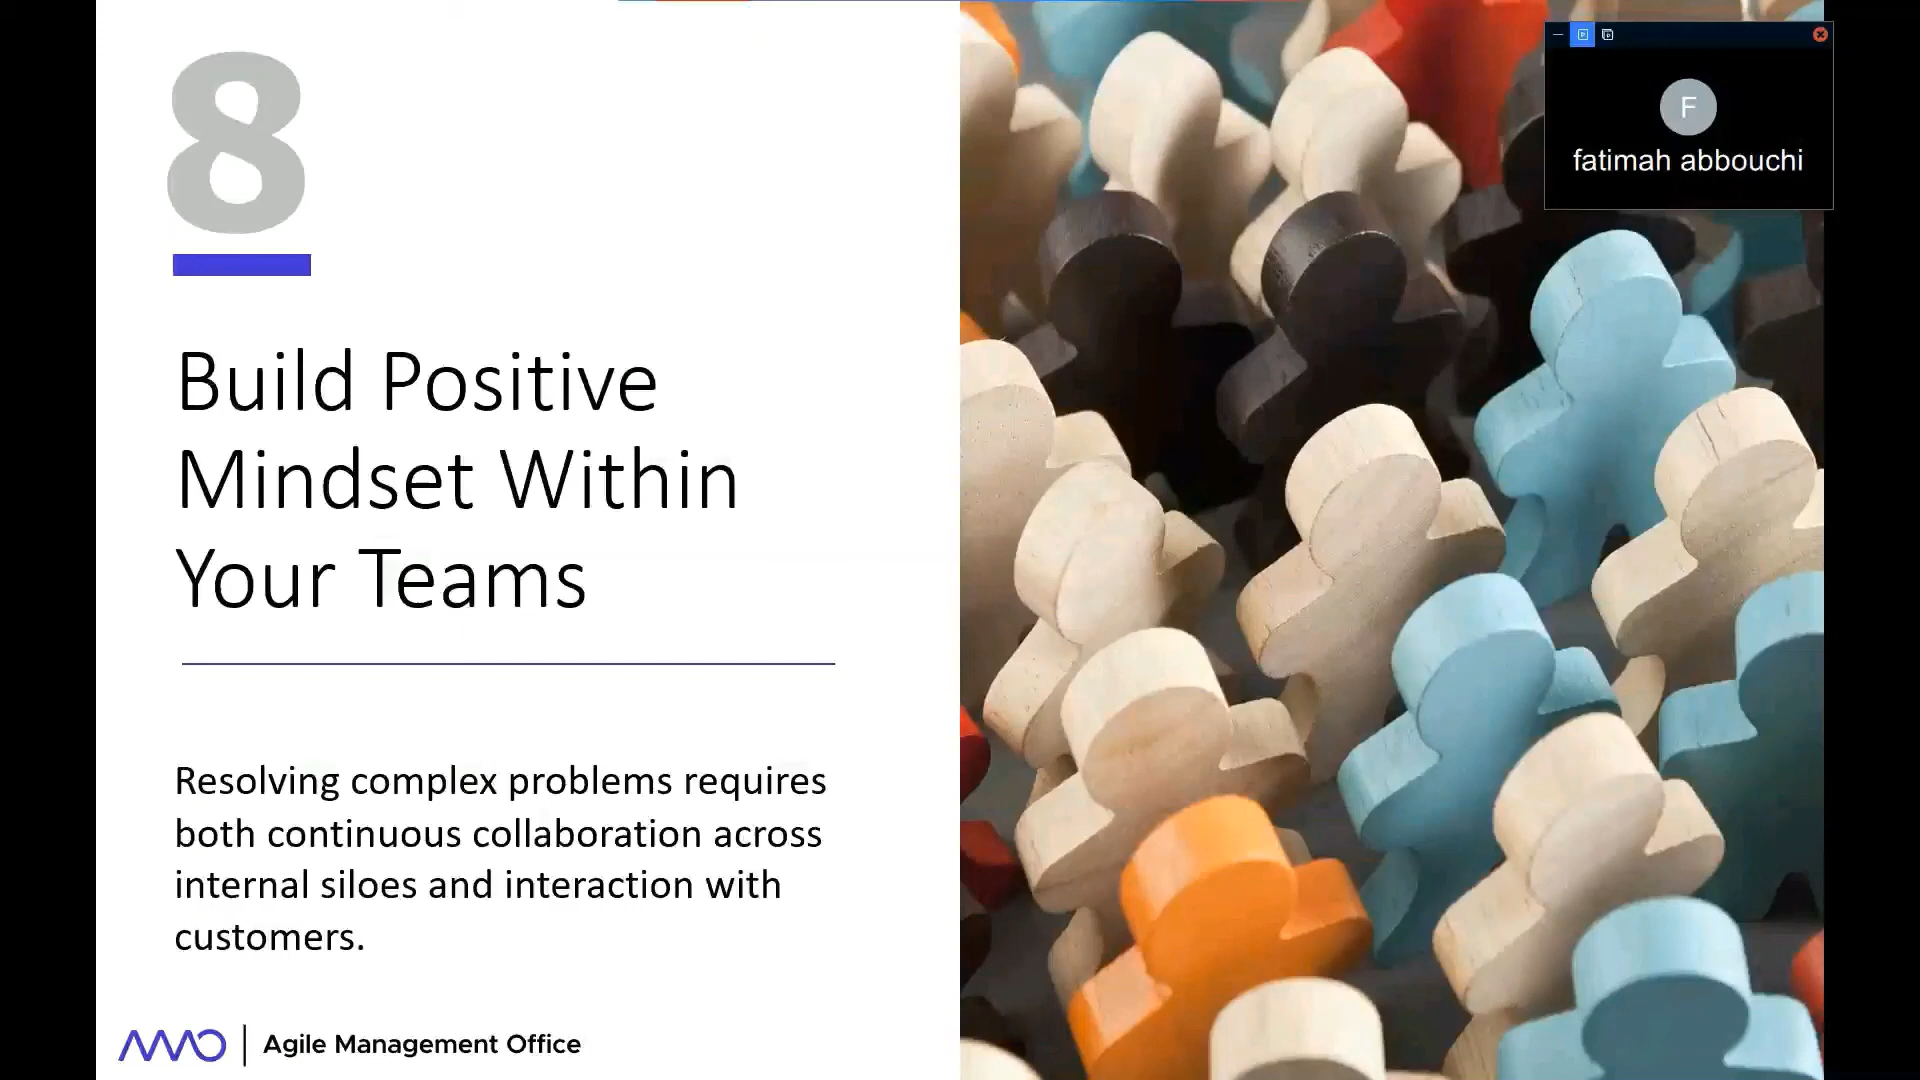 8
Build Positive
Mindset Within
Your Teams
Resolving complex problems requires
both continuous collaboration across
internal siloes and interaction with
customers.
AMO | Agile Management Office
F
fatimah abbouchi